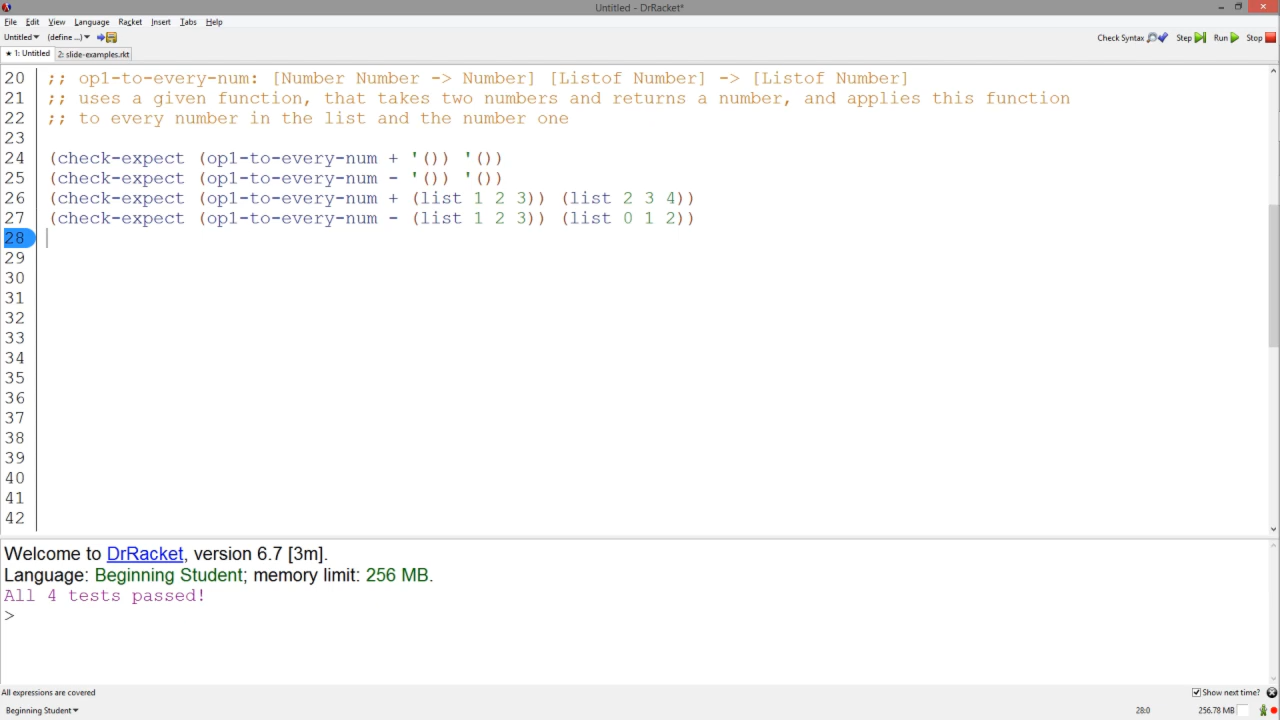 Untitled - DrRacket*
File Edit View Language Racket Insert Tabs Help
Untitled (define ...) Check Syntax Step Run Stop
★ 1: Untitled 2: slide-examples.rkt
20 ;; op1-to-every-num: [Number Number -> Number] [Listof Number] -> [Listof Number]
21 ;; uses a given function, that takes two numbers and returns a number, and applies this function
22 ;; to every number in the list and the number one
23
24 (check-expect (op1-to-every-num + '()) '())
25 (check-expect (op1-to-every-num - '()) '())
26 (check-expect (op1-to-every-num + (list 1 2 3)) (list 2 3 4))
27 (check-expect (op1-to-every-num - (list 1 2 3)) (list 0 1 2))
28
29
30
31
32
33
34
35
36
37
38
39
40
41
42
Welcome to DrRacket, version 6.7 [3m].
Language: Beginning Student; memory limit: 256 MB.
All 4 tests passed!
>
All expressions are covered Show next time?
Beginning Student 28:0 256.78 MB